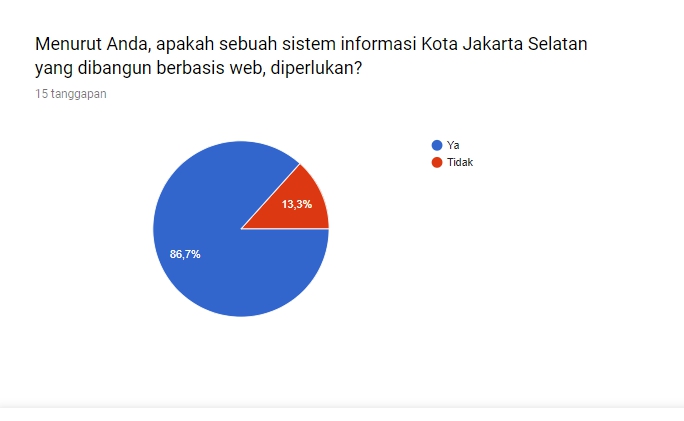 Menurut Anda, apakah sebuah sistem informasi Kota Jakarta Selatan
yang dibangun berbasis web, diperlukan?
15 tanggapan
Ya
Tidak
13,3%
86,7%